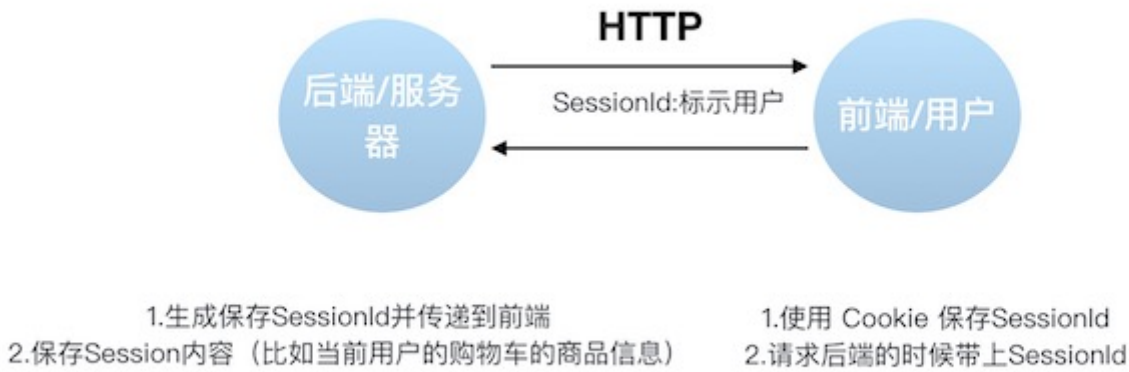 HTTP
后端/服务
器
SessionId:标示用户
前端/用户
1.生成保存SessionId并传递到前端
2.保存Session内容（比如当前用户的购物车的商品信息）
1.使用 Cookie 保存SessionId
2.请求后端的时候带上SessionId